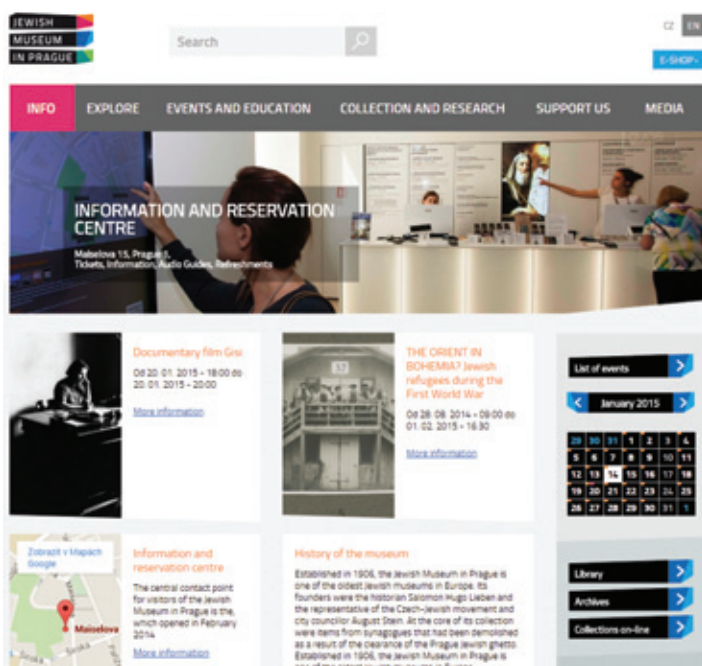 JEWISH
MUSEUM
IN PRAGUE
Search
CZ EN
E-SHOP
INFO EXPLORE EVENTS AND EDUCATION COLLECTION AND RESEARCH SUPPORT US MEDIA
INFORMATION AND RESERVATION
CENTRE
Maiselova 15, Prague 1,
Tickets, Information, Audio Guides, Refreshments
Documentary film Gisi
Od 20. 01. 2015 - 18:00 do
20. 01. 2015 - 20:00
More information
THE ORIENT IN
BOHEMIA? Jewish
refugees during the
First World War
Od 28. 08. 2014 - 09:00 do
01. 02. 2015 - 16:30
More information
List of events
January 2015
29 30 31 1 2 3 4
5 6 7 8 9 10 11
12 13 14 15 16 17 18
19 20 21 22 23 24 25
26 27 28 29 30 31 1
Zobrazit v Mapách
Google
Maiselova
Široká
Information and
reservation centre
The central contact point
for visitors of the Jewish
Museum in Prague is the,
which opened in February
2014
More information
History of the museum
Established in 1906, the Jewish Museum in Prague is
one of the oldest Jewish museums in Europe. Its
founders were the historian Salomon Hugo Lieben and
the representative of the Czech-Jewish movement and
city councillor August Stein. At the core of its collection
were items from synagogues that had been demolished
as a result of the clearance of the Prague Jewish ghetto.
Established in 1906, the Jewish Museum in Prague is
one of the oldest Jewish museums in Europe.
Library
Archives
Collections on-line